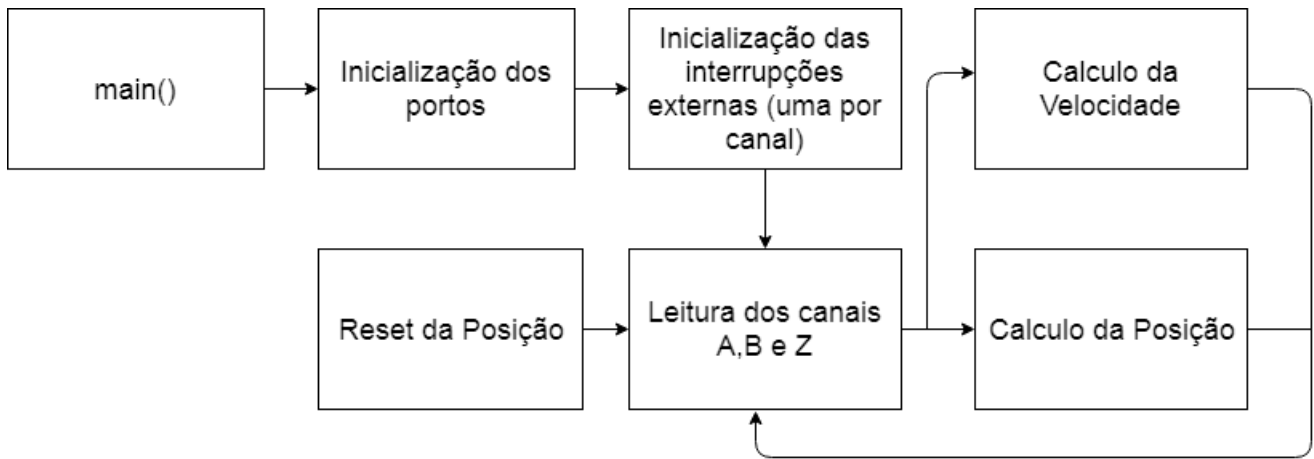 main()
Inicialização dos
portos
Inicialização das
interrupções
externas (uma por
canal)
Calculo da
Velocidade
Reset da Posição
Leitura dos canais
A,B e Z
Calculo da Posição